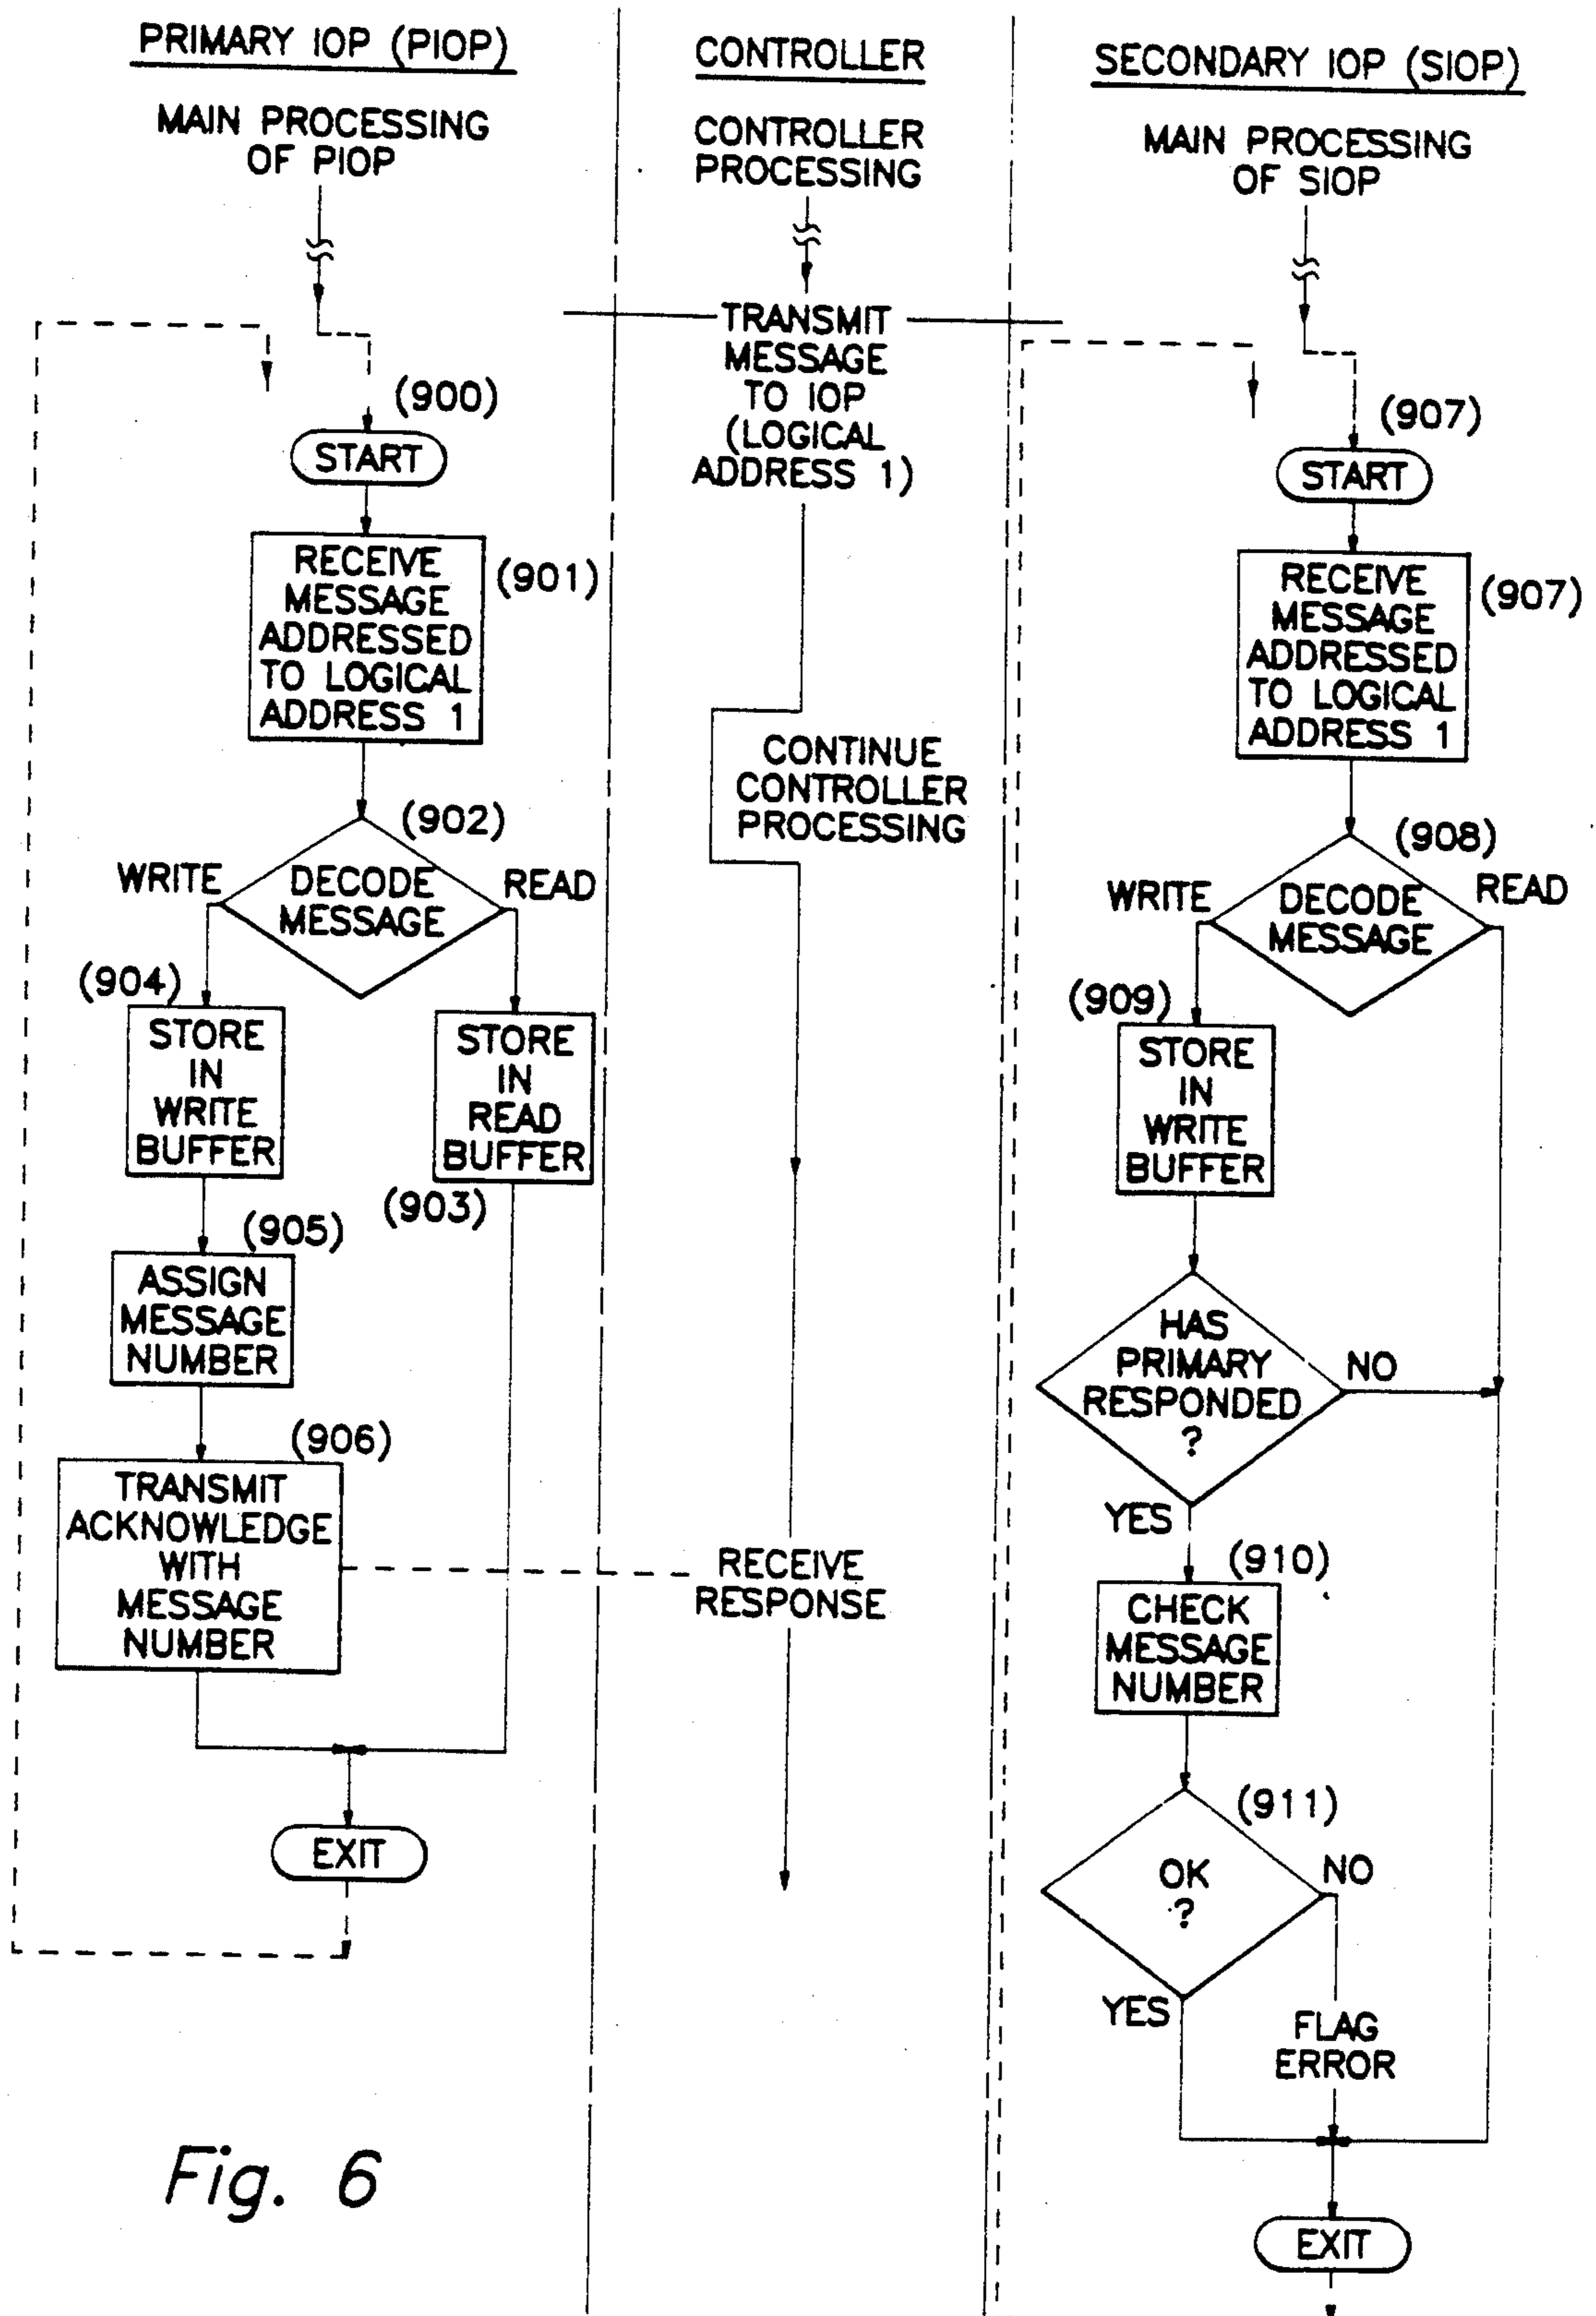 PRIMARY IOP (PIOP)
MAIN PROCESSING
OF PIOP
(900)
START
RECEIVE
MESSAGE
ADDRESSED
TO LOGICAL
ADDRESS 1
(901)
(902)
WRITE
DECODE
MESSAGE
READ
(904)
STORE
IN
WRITE
BUFFER
STORE
IN
READ
BUFFER
(903)
(905)
ASSIGN
MESSAGE
NUMBER
(906)
TRANSMIT
ACKNOWLEDGE
WITH
MESSAGE
NUMBER
EXIT
CONTROLLER
CONTROLLER
PROCESSING
TRANSMIT
MESSAGE
TO IOP
(LOGICAL
ADDRESS 1)
CONTINUE
CONTROLLER
PROCESSING
RECEIVE
RESPONSE
SECONDARY IOP (SIOP)
MAIN PROCESSING
OF SIOP
(907)
START
RECEIVE
MESSAGE
ADDRESSED
TO LOGICAL
ADDRESS 1
(907)
(908)
WRITE
DECODE
MESSAGE
READ
(909)
STORE
IN
WRITE
BUFFER
HAS
PRIMARY
RESPONDED
?
NO
YES
(910)
CHECK
MESSAGE
NUMBER
(911)
OK
?
NO
YES
FLAG
ERROR
EXIT
Fig. 6